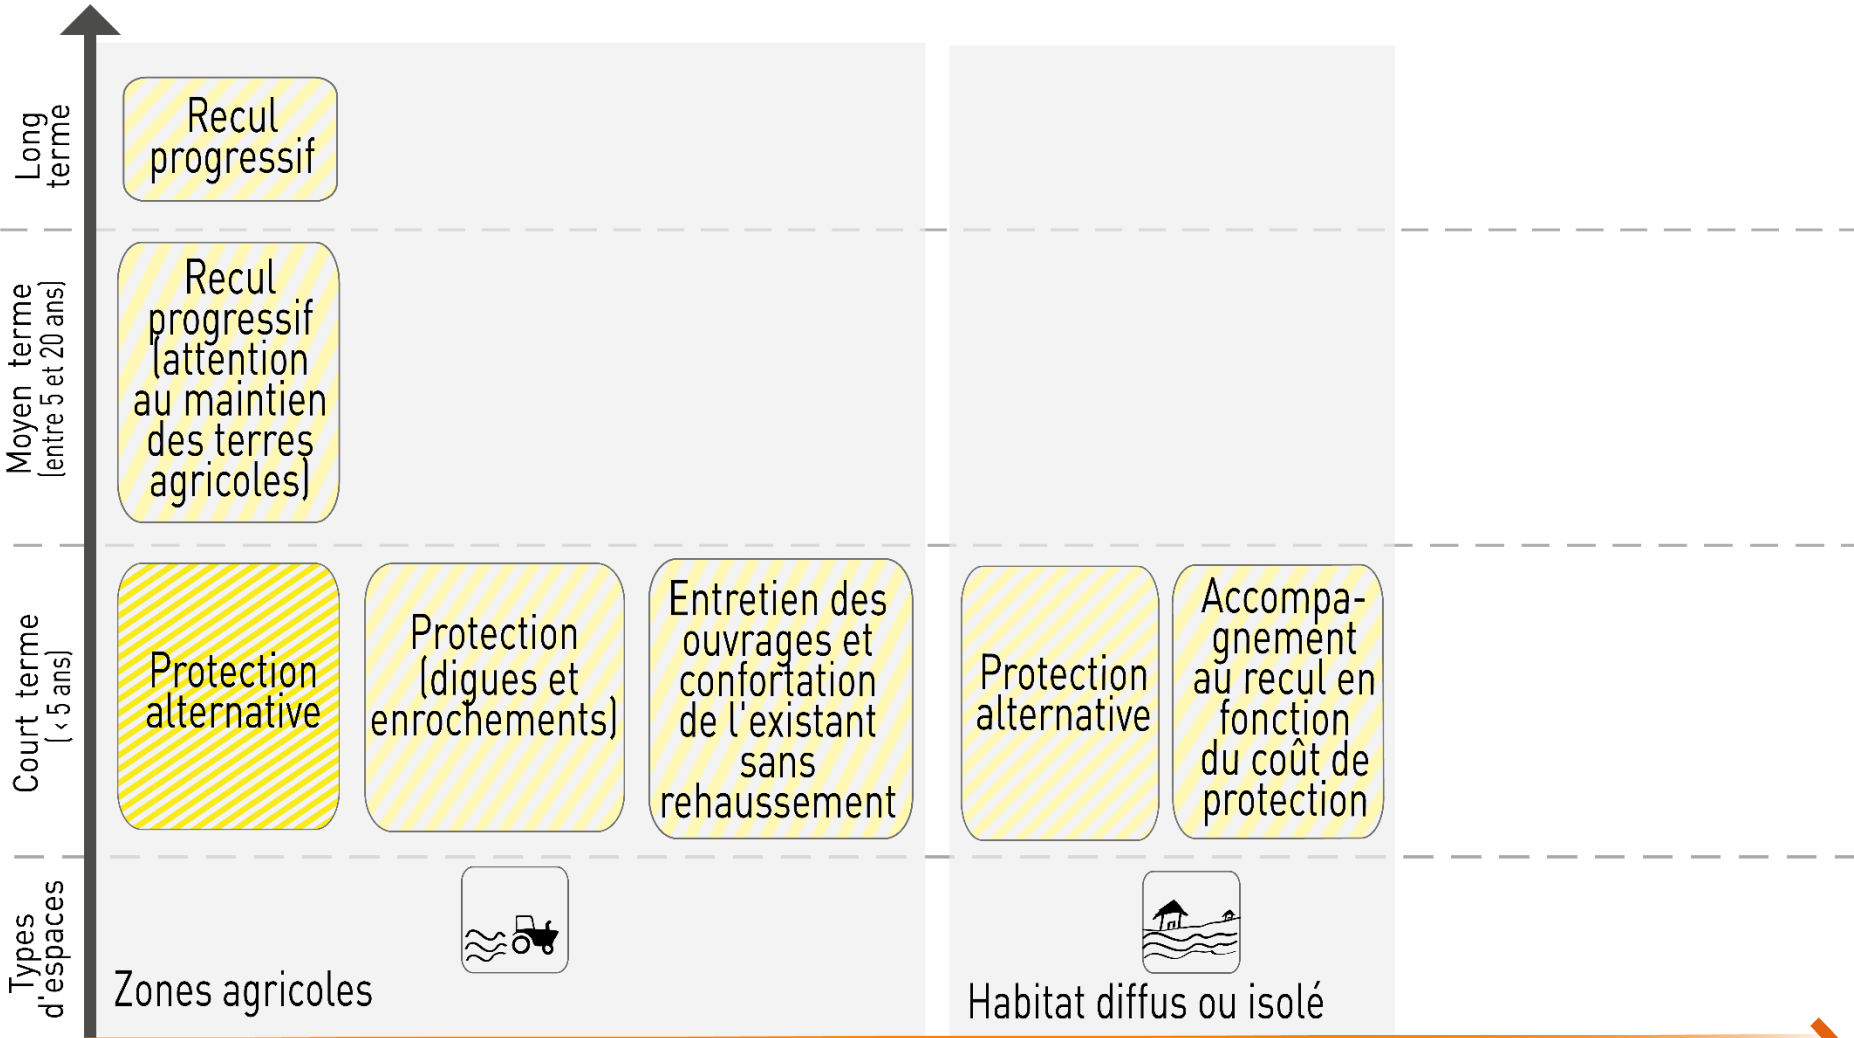 Long
terme
Recul
progressif
Moyen terme
(entre 5 et 20 ans)
Recul
progressif
(attention
au maintien
des terres
agricoles)
Court terme
( < 5 ans)
Protection
alternative
Protection
(digues et
enrochements)
Entretien des
ouvrages et
confortation
de l'existant
sans
rehaussement
Protection
alternative
Accompa-
gnement
au recul en
fonction
du coût de
protection
Types
d'espaces
Zones agricoles
Habitat diffus ou isolé